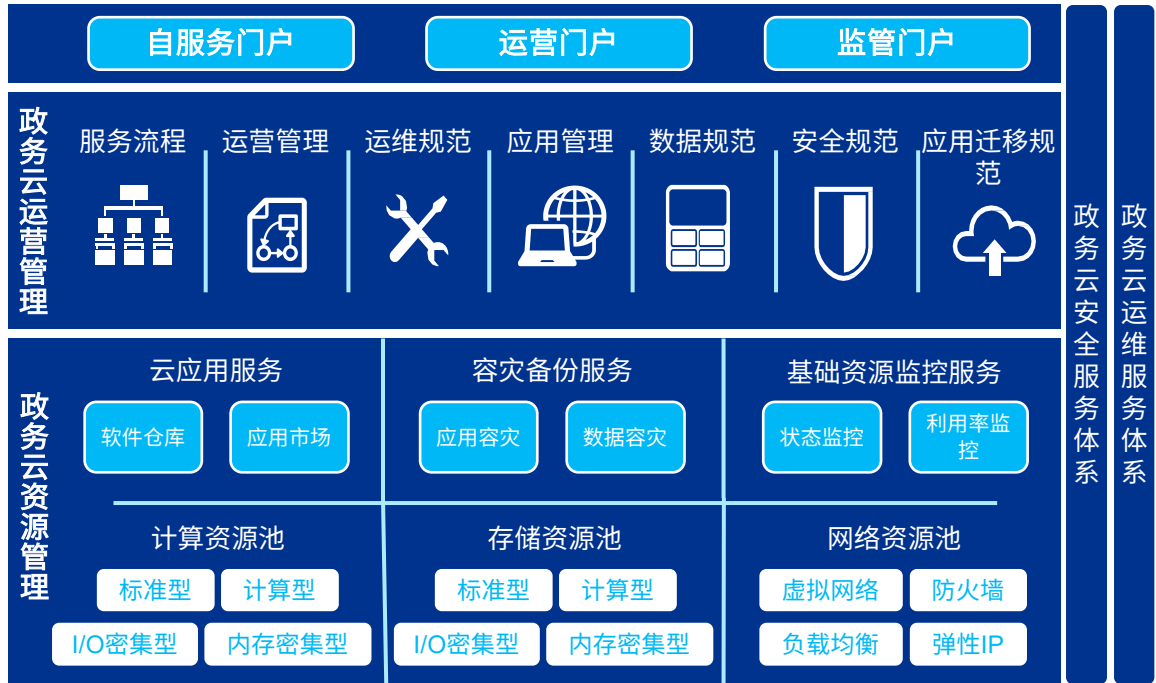 自服务门户
运营门户
监管门户
政务云运营管理
服务流程
运营管理
运维规范
应用管理
数据规范
安全规范
应用迁移规
范
政务云资源管理
云应用服务
软件仓库
应用市场
容灾备份服务
应用容灾
数据容灾
基础资源监控服务
状态监控
利用率监
控
计算资源池
标准型
计算型
I/O密集型
内存密集型
存储资源池
标准型
计算型
I/O密集型
内存密集型
网络资源池
虚拟网络
防火墙
负载均衡
弹性IP
政务云安全服务体系
政务云运维服务体系